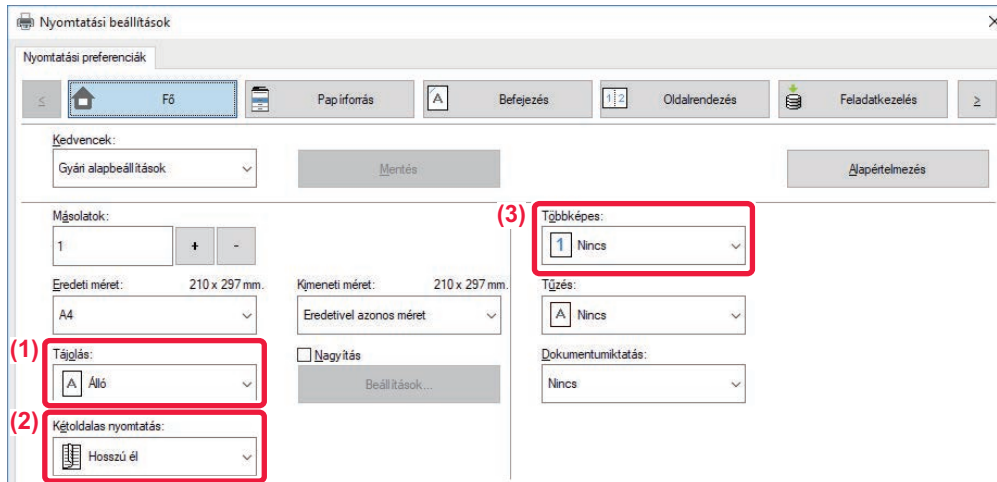 Nyomtatási beállítások
Nyomtatási preferenciák
< Fő Papírforrás A Befejezés 1 2 Oldalrendezés Feladatkezelés >
Kedvencek:
Gyári alapbeállítások Mentés Alapértelmezés
Másolatok: (3) Többképes:
1 + - 1 Nincs
Eredeti méret: 210 x 297 mm. Kimeneti méret: 210 x 297 mm. Tűzés:
A4 Eredetivel azonos méret A Nincs
(1) Tájolás: Nagyítás Dokumentumiktatás:
A Álló Beállítások... Nincs
(2) Kétoldalas nyomtatás:
Hosszú él